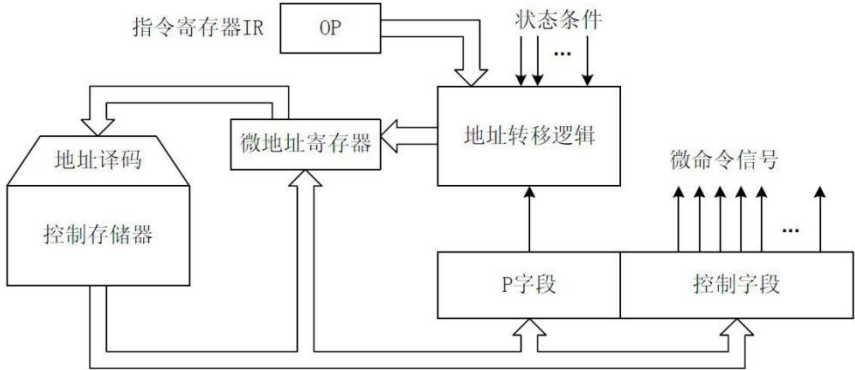 指令寄存器IR
OP
状态条件
...
地址译码
微地址寄存器
地址转移逻辑
微命令信号
控制存储器
...
P字段
控制字段